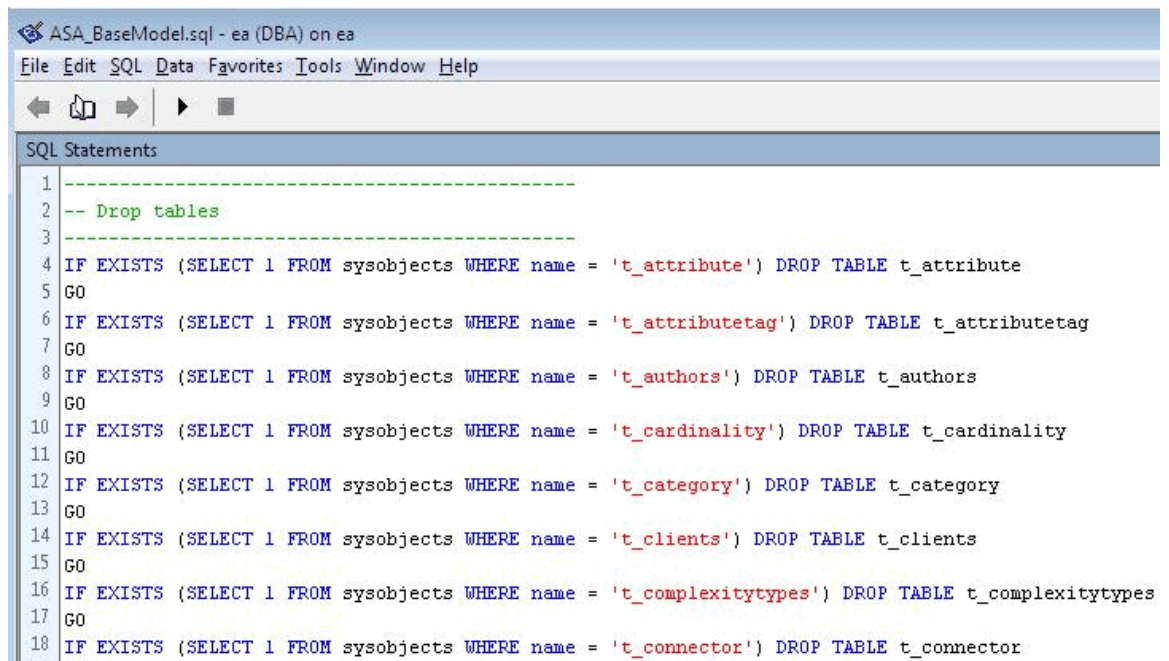 ASA_BaseModel.sql - ea (DBA) on ea
File Edit SQL Data Favorites Tools Window Help
SQL Statements
1 ----------------------------------------------
2 -- Drop tables
3 ----------------------------------------------
4 IF EXISTS (SELECT 1 FROM sysobjects WHERE name = 't_attribute') DROP TABLE t_attribute
5 GO
6 IF EXISTS (SELECT 1 FROM sysobjects WHERE name = 't_attributetag') DROP TABLE t_attributetag
7 GO
8 IF EXISTS (SELECT 1 FROM sysobjects WHERE name = 't_authors') DROP TABLE t_authors
9 GO
10 IF EXISTS (SELECT 1 FROM sysobjects WHERE name = 't_cardinality') DROP TABLE t_cardinality
11 GO
12 IF EXISTS (SELECT 1 FROM sysobjects WHERE name = 't_category') DROP TABLE t_category
13 GO
14 IF EXISTS (SELECT 1 FROM sysobjects WHERE name = 't_clients') DROP TABLE t_clients
15 GO
16 IF EXISTS (SELECT 1 FROM sysobjects WHERE name = 't_complexitytypes') DROP TABLE t_complexitytypes
17 GO
18 IF EXISTS (SELECT 1 FROM sysobjects WHERE name = 't_connector') DROP TABLE t_connector